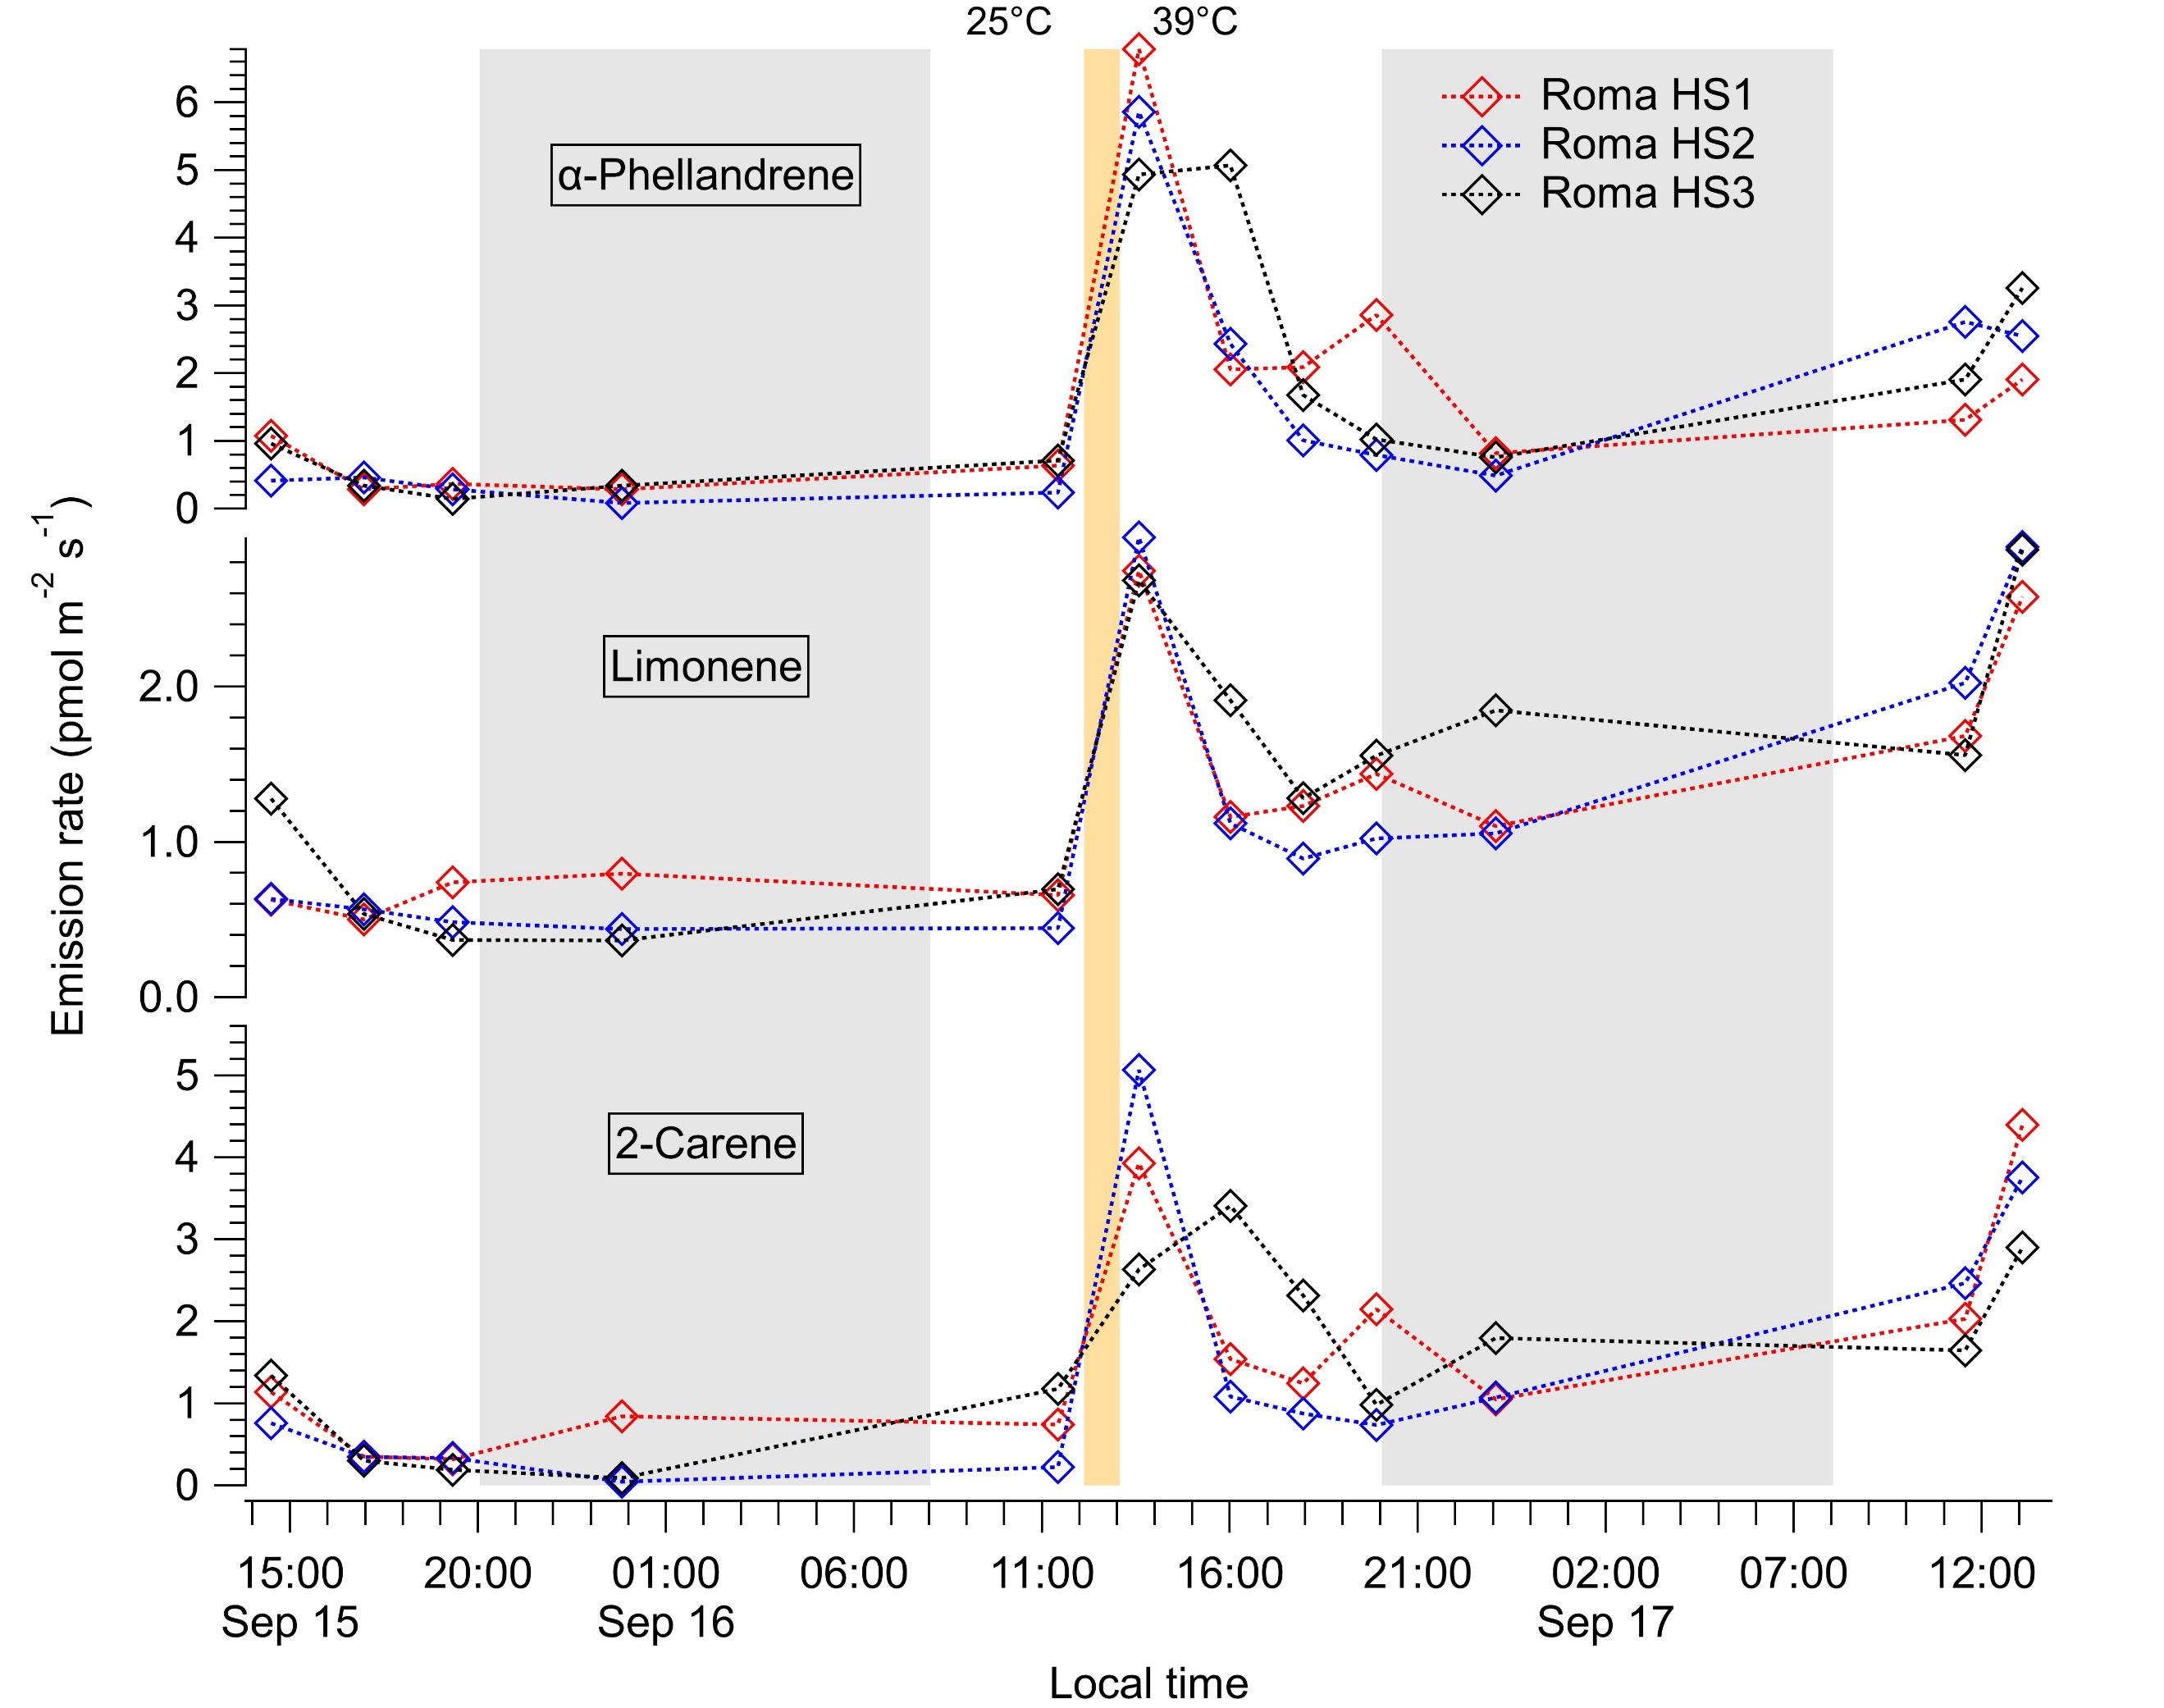 25°C 39°C
Roma HS1
Roma HS2
Roma HS3
α-Phellandrene
6
5
4
3
2
1
0
Limonene
2.0
1.0
0.0
2-Carene
5
4
3
2
1
0
Emission rate (pmol m-2 s-1)
15:00 20:00 01:00 06:00 11:00 16:00 21:00 02:00 07:00 12:00
Sep 15 Sep 16 Sep 17
Local time